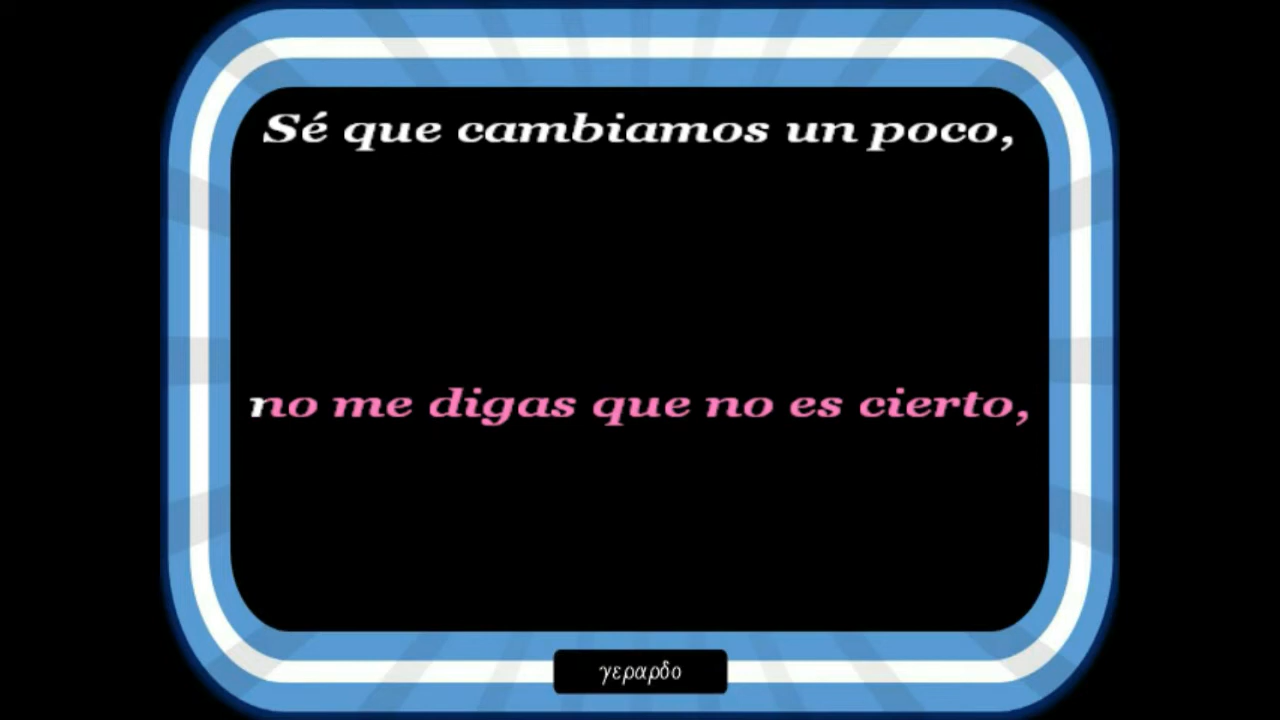 Sé que cambiamos un poco,
no me digas que no es cierto,
γεραρδο